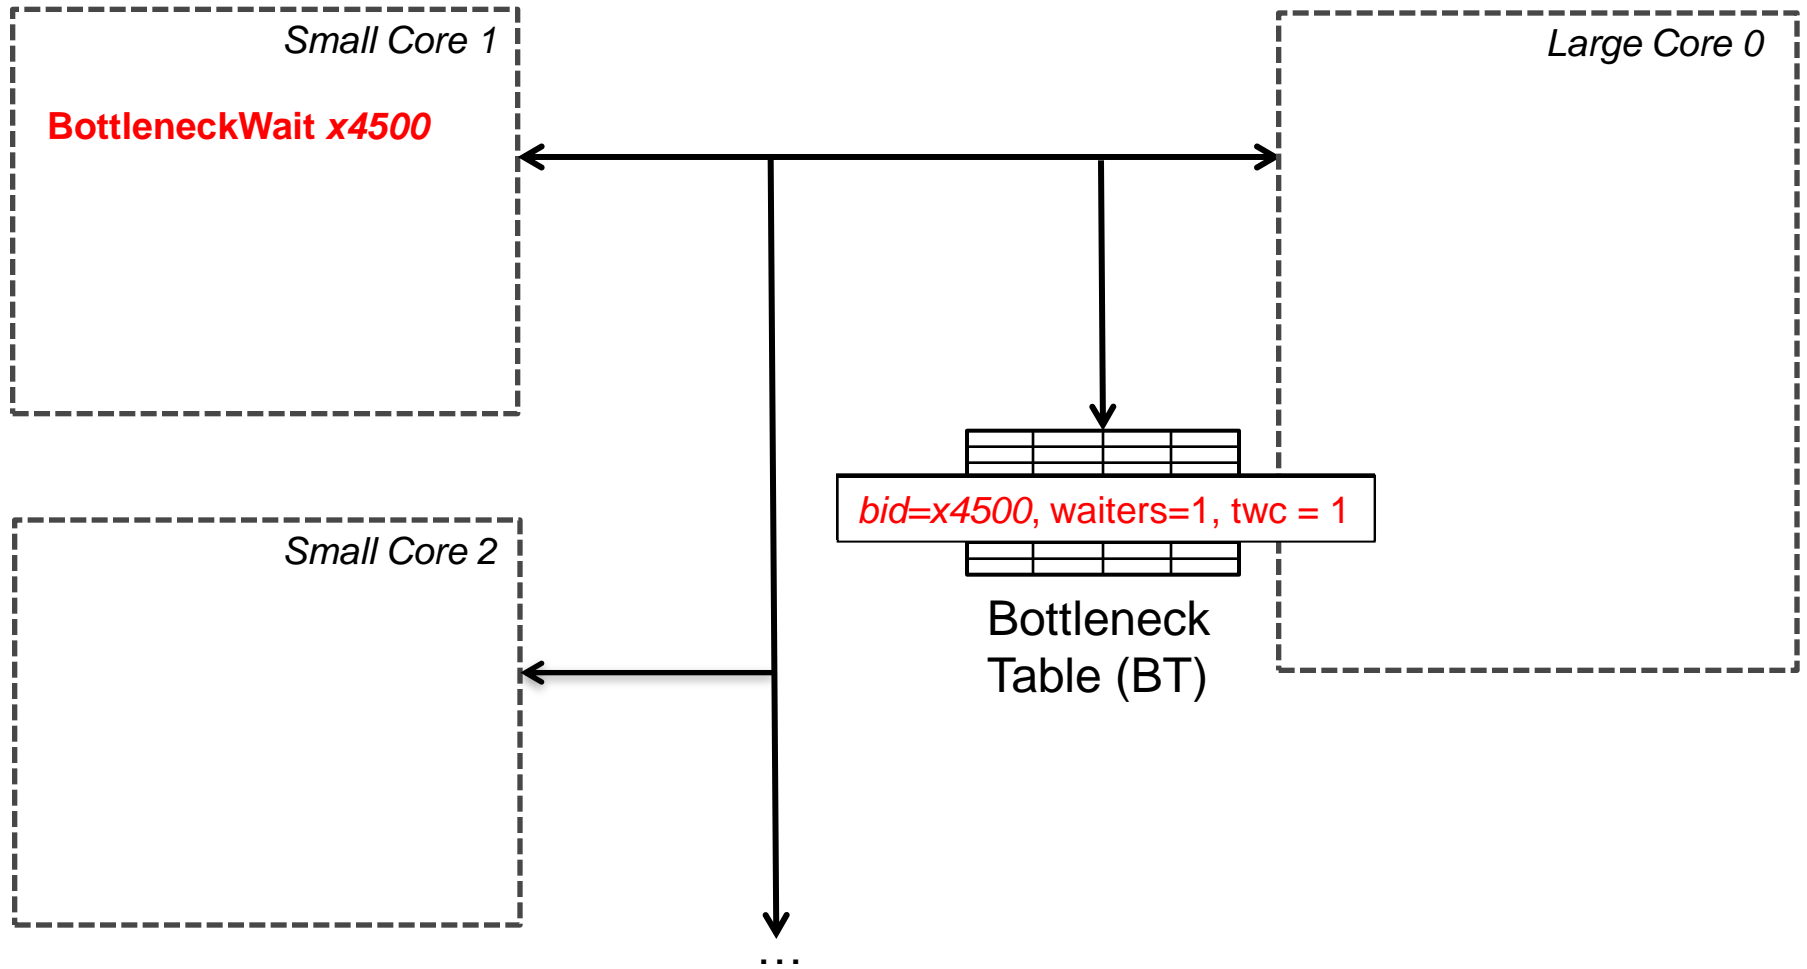 Small Core 1
Large Core 0
BottleneckWait x4500
bid=x4500, waiters=1, twc = 1
Small Core 2
Bottleneck
Table (BT)
…